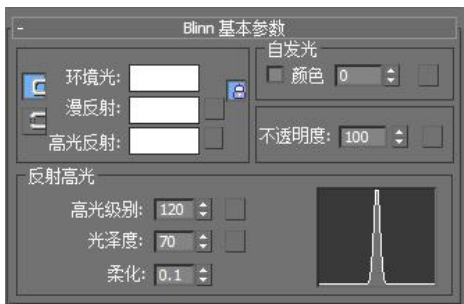 - Blinn 基本参数
自发光
环境光:
颜色 0
漫反射:
高光反射:
不透明度: 100
反射高光
高光级别: 120
光泽度: 70
柔化: 0.1